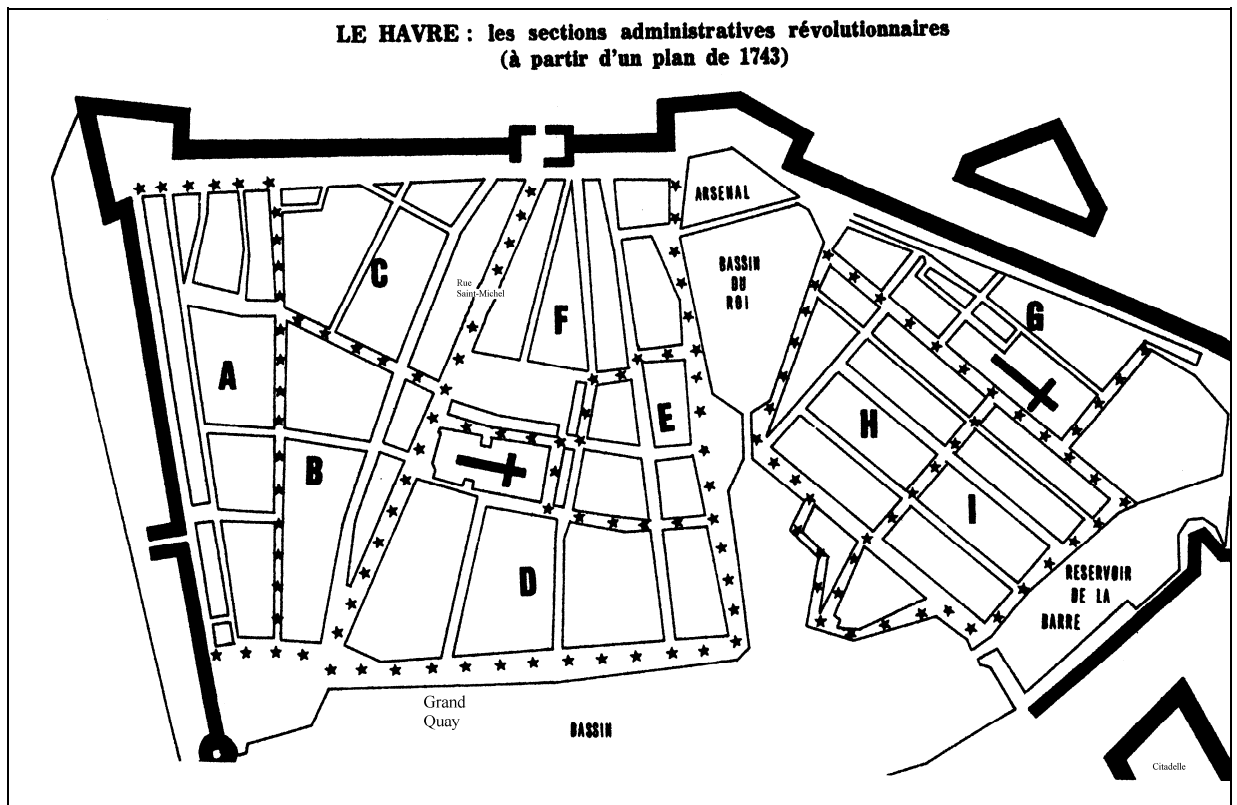 LE HAVRE : les sections administratives révolutionnaires
(à partir d'un plan de 1743)
ARSENAL
BASSIN
DU
ROI
C
Rue
Saint-Michel
F
G
A
E
H
B
I
D
RESERVOIR
DE LA
BARRE
Grand
Quay
BASSIN
Citadelle